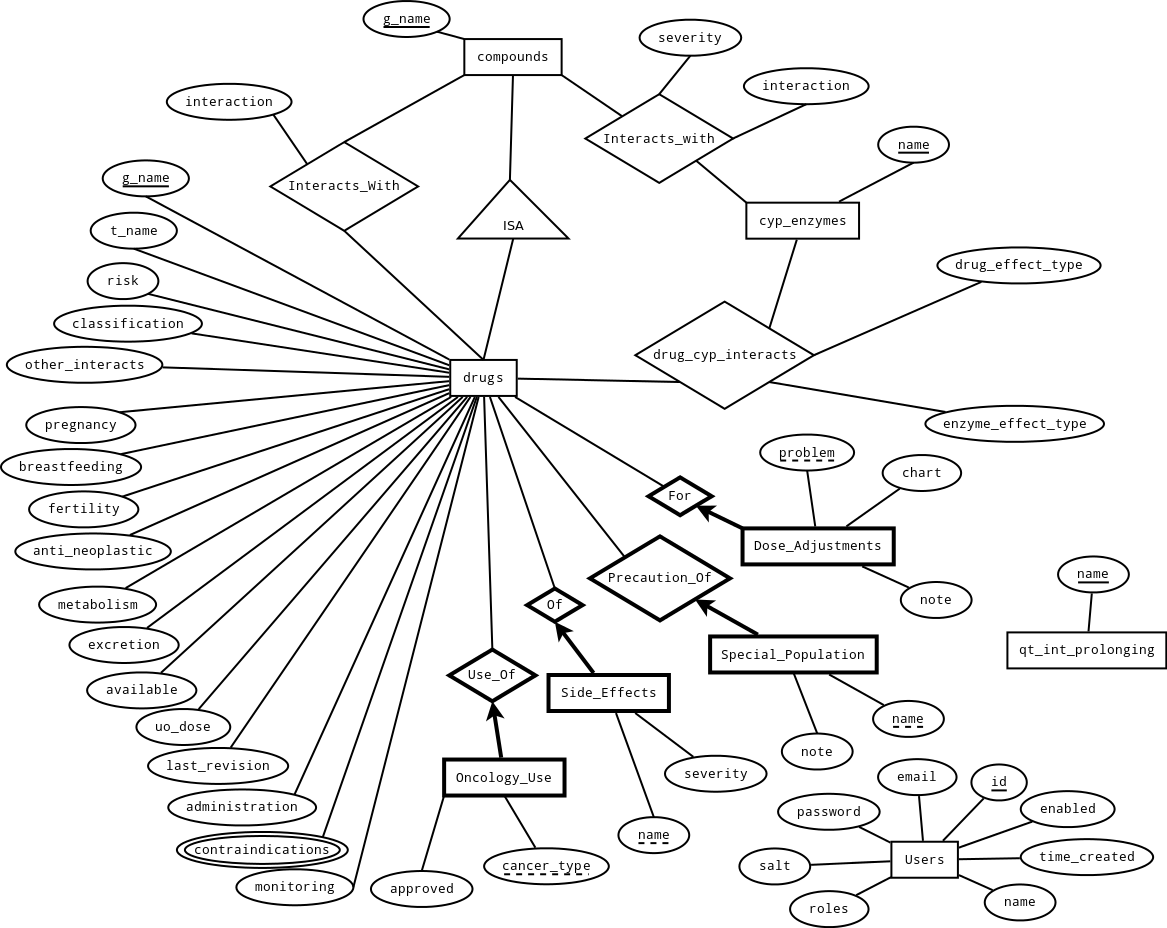 g_name
compounds
severity
interaction
interaction
Interacts_with
name
g_name
Interacts_With
t_name
ISA
cyp_enzymes
risk
drug_effect_type
classification
other_interacts
drugs
drug_cyp_interacts
pregnancy
enzyme_effect_type
breastfeeding
problem
chart
fertility
For
anti_neoplastic
Dose_Adjustments
metabolism
Of
Precaution_Of
name
note
excretion
Special_Population
qt_int_prolonging
available
Use_Of
Side_Effects
uo_dose
name
last_revision
note
severity
Oncology_Use
email
id
administration
password
enabled
contraindications
name
Users
time_created
monitoring
approved
cancer_type
salt
roles
name